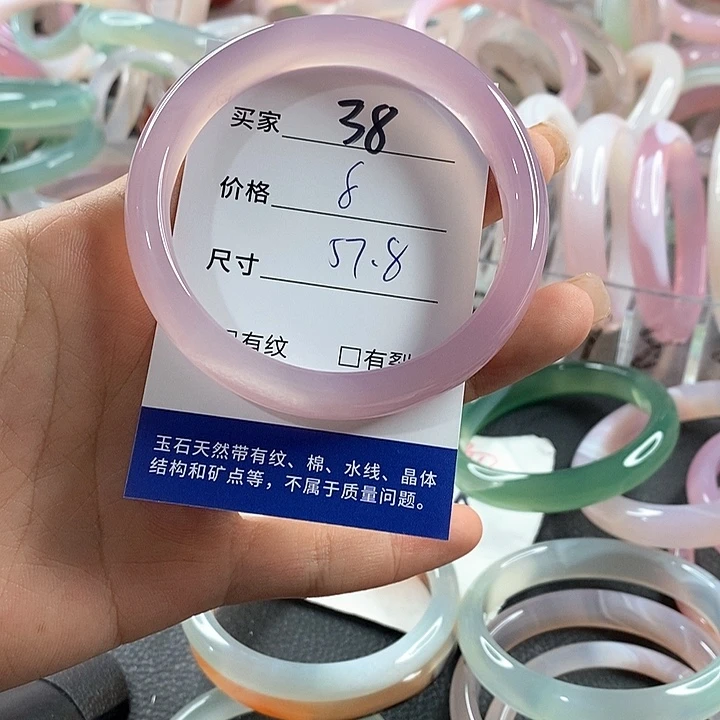 买家 38
价格 8
尺寸 57.8
有纹 □有裂
玉石天然带有纹、棉、水线、晶体
结构和矿点等，不属于质量问题。